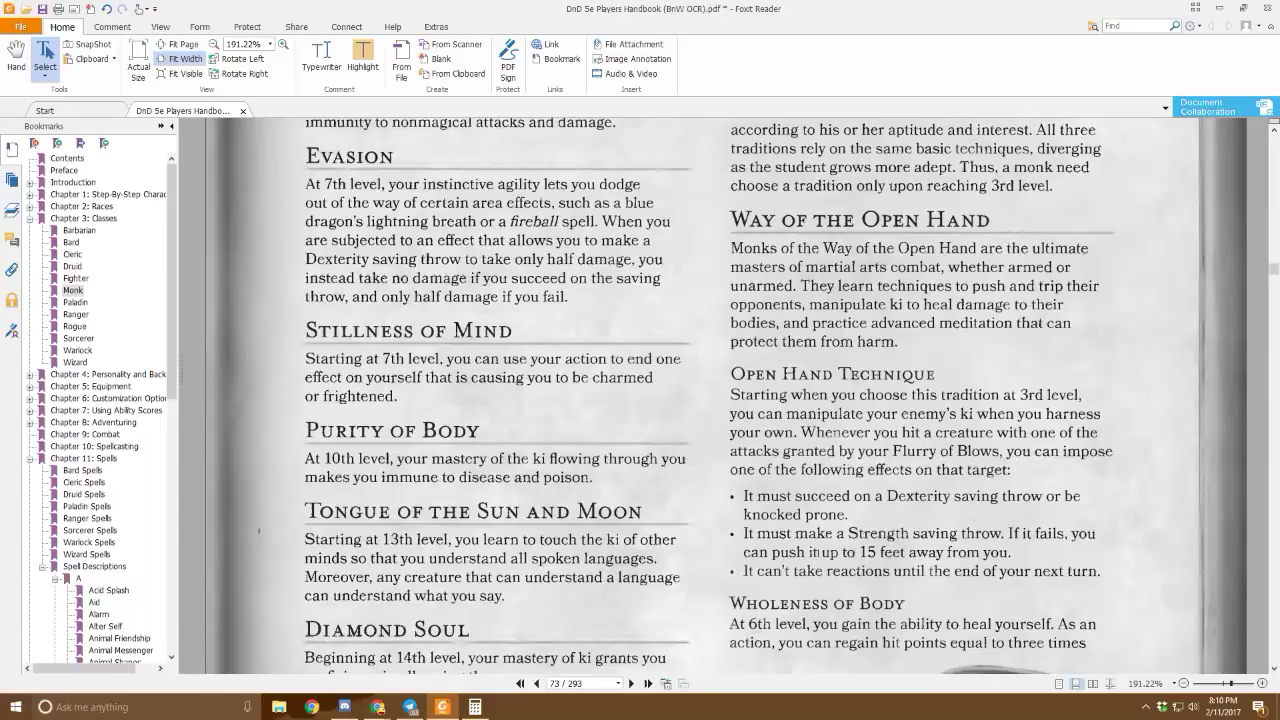 DnD 5e Players Handbook (BnW OCR).pdf * - Foxit Reader
File Home Comment View Form Protect Share Connect Help Extras
Find
Hand
Select
SnapShot
Clipboard
Tools
Actual
Size
Fit Page
Fit Width
Fit Visible
191.22%
Rotate Left
Rotate Right
View
Typewriter
Highlight
Comment
From
File
From Scanner
Blank
From Clipboard
Create
PDF
Sign
Protect
Link
Bookmark
Links
File Attachment
Image Annotation
Audio & Video
Insert
Start
DnD 5e Players Handbo...
Document
Collaboration
Bookmarks
Contents
Preface
Introduction
Chapter 1: Step-By-Step Charac
Chapter 2: Races
Chapter 3: Classes
Barbarian
Bard
Cleric
Druid
Fighter
Monk
Paladin
Ranger
Rogue
Sorcerer
Warlock
Wizard
Chapter 4: Personality and Back
Chapter 5: Equipment
Chapter 6: Customization Optio
Chapter 7: Using Ability Scores
Chapter 8: Adventuring
Chapter 9: Combat
Chapter 10: Spellcasting
Chapter 11: Spells
Bard Spells
Cleric Spells
Druid Spells
Paladin Spells
Ranger Spells
Sorcerer Spells
Warlock Spells
Wizard Spells
Spell Descriptions
A
Acid Splash
Aid
Alarm
Alter Self
Animal Friendship
Animal Messenger
Animal Shapes
immunity to nonmagical attacks and damage.
EVASION
At 7th level, your instinctive agility lets you dodge
out of the way of certain area effects, such as a blue
dragon's lightning breath or a fireball spell. When you
are subjected to an effect that allows you to make a
Dexterity saving throw to take only half damage, you
instead take no damage if you succeed on the saving
throw, and only half damage if you fail.
STILLNESS OF MIND
Starting at 7th level, you can use your action to end one
effect on yourself that is causing you to be charmed
or frightened.
PURITY OF BODY
At 10th level, your mastery of the ki flowing through you
makes you immune to disease and poison.
TONGUE OF THE SUN AND MOON
Starting at 13th level, you learn to touch the ki of other
minds so that you understand all spoken languages.
Moreover, any creature that can understand a language
can understand what you say.
DIAMOND SOUL
Beginning at 14th level, your mastery of ki grants you
according to his or her aptitude and interest. All three
traditions rely on the same basic techniques, diverging
as the student grows more adept. Thus, a monk need
choose a tradition only upon reaching 3rd level.
WAY OF THE OPEN HAND
Monks of the Way of the Open Hand are the ultimate
masters of martial arts combat, whether armed or
unarmed. They learn techniques to push and trip their
opponents, manipulate ki to heal damage to their
bodies, and practice advanced meditation that can
protect them from harm.
OPEN HAND TECHNIQUE
Starting when you choose this tradition at 3rd level,
you can manipulate your enemy's ki when you harness
your own. Whenever you hit a creature with one of the
attacks granted by your Flurry of Blows, you can impose
one of the following effects on that target:
• It must succeed on a Dexterity saving throw or be
knocked prone.
• It must make a Strength saving throw. If it fails, you
can push it up to 15 feet away from you.
• It can't take reactions until the end of your next turn.
WHOLENESS OF BODY
At 6th level, you gain the ability to heal yourself. As an
action, you can regain hit points equal to three times
73 / 293
191.22%
Ask me anything
8:10 PM
2/11/2017